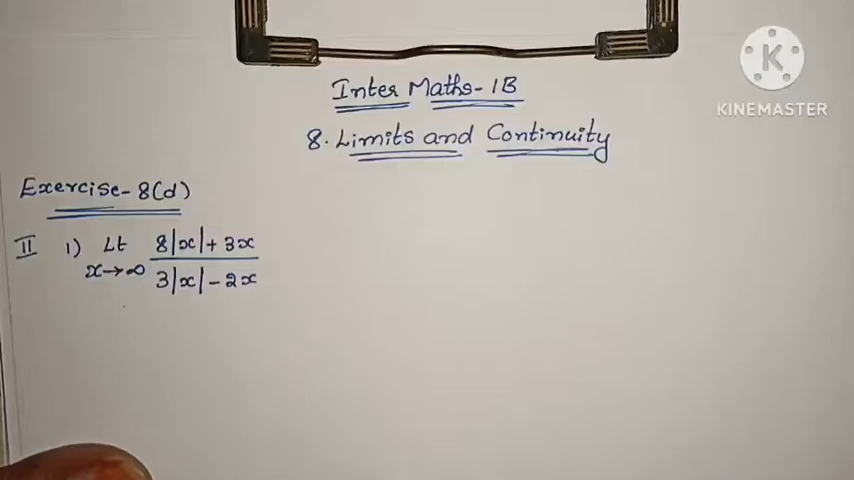 Inter Maths-1B
K
KINEMASTER
8. Limits and Continuity
Exercise-8(d)
II 1) Lt 8|x|+3x
x→∞ 3|x|-2x